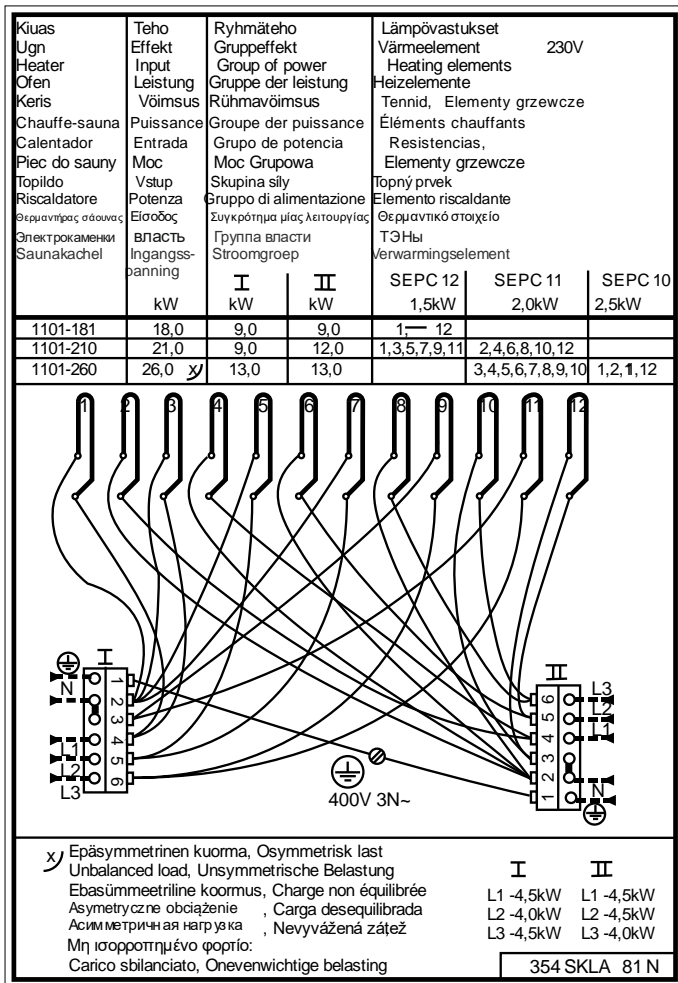 Kiuas Teho Ryhmäteho Lämpövastukset
Ugn Effekt Gruppeffekt Värmeelement 230V
Heater Input Group of power Heating elements
Ofen Leistung Gruppe der leistung Heizelemente
Keris Vöimsus Rühmavöimsus Tennid, Elementy grzewcze
Chauffe-sauna Puissance Groupe der puissance Éléments chauffants
Calentador Entrada Grupo de potencia Resistencias,
Piec do sauny Moc Moc Grupowa Elementy grzewcze
Topildo Vstup Skupina síly Topný prvek
Riscaldatore Potenza Gruppo di alimentazione Elemento riscaldante
Θερμαντήρας σάουνας Είσοδος Συγκρότημα μίας λειτουργίας Θερμαντικό στοιχείο
Электрокаменки власть Группа власти ТЭНы
Saunakachel Ingangss- Stroomgroep Verwarmingselement
panning
I II SEPC 12 SEPC 11 SEPC 10
kW kW kW 1,5kW 2,0kW 2,5kW
1101-181 18,0 9,0 9,0 1, — 12
1101-210 21,0 9,0 12,0 1,3,5,7,9,11 2,4,6,8,10,12
1101-260 26,0 x) 13,0 13,0 3,4,5,6,7,8,9,10 1,2,11,12
1 2 3 4 5 6 7 8 9 10 11 12
I
N
L1
L2
L3
1 2 3 4 5 6
400V 3N~
II
L3
L2
L1
N
6 5 4 3 2 1
x) Epäsymmetrinen kuorma, Osymmetrisk last
Unbalanced load, Unsymmetrische Belastung
Ebasümmeetriline koormus, Charge non équilibrée
Asymetryczne obciążenie , Carga desequilibrada
Асимметричная нагрузка , Nevyvážená zátež
Μη ισορροπημένο φορτίο:
Carico sbilanciato, Onevenwichtige belasting
I II
L1 -4,5kW L1 -4,5kW
L2 -4,0kW L2 -4,5kW
L3 -4,5kW L3 -4,0kW
354 SKLA 81 N